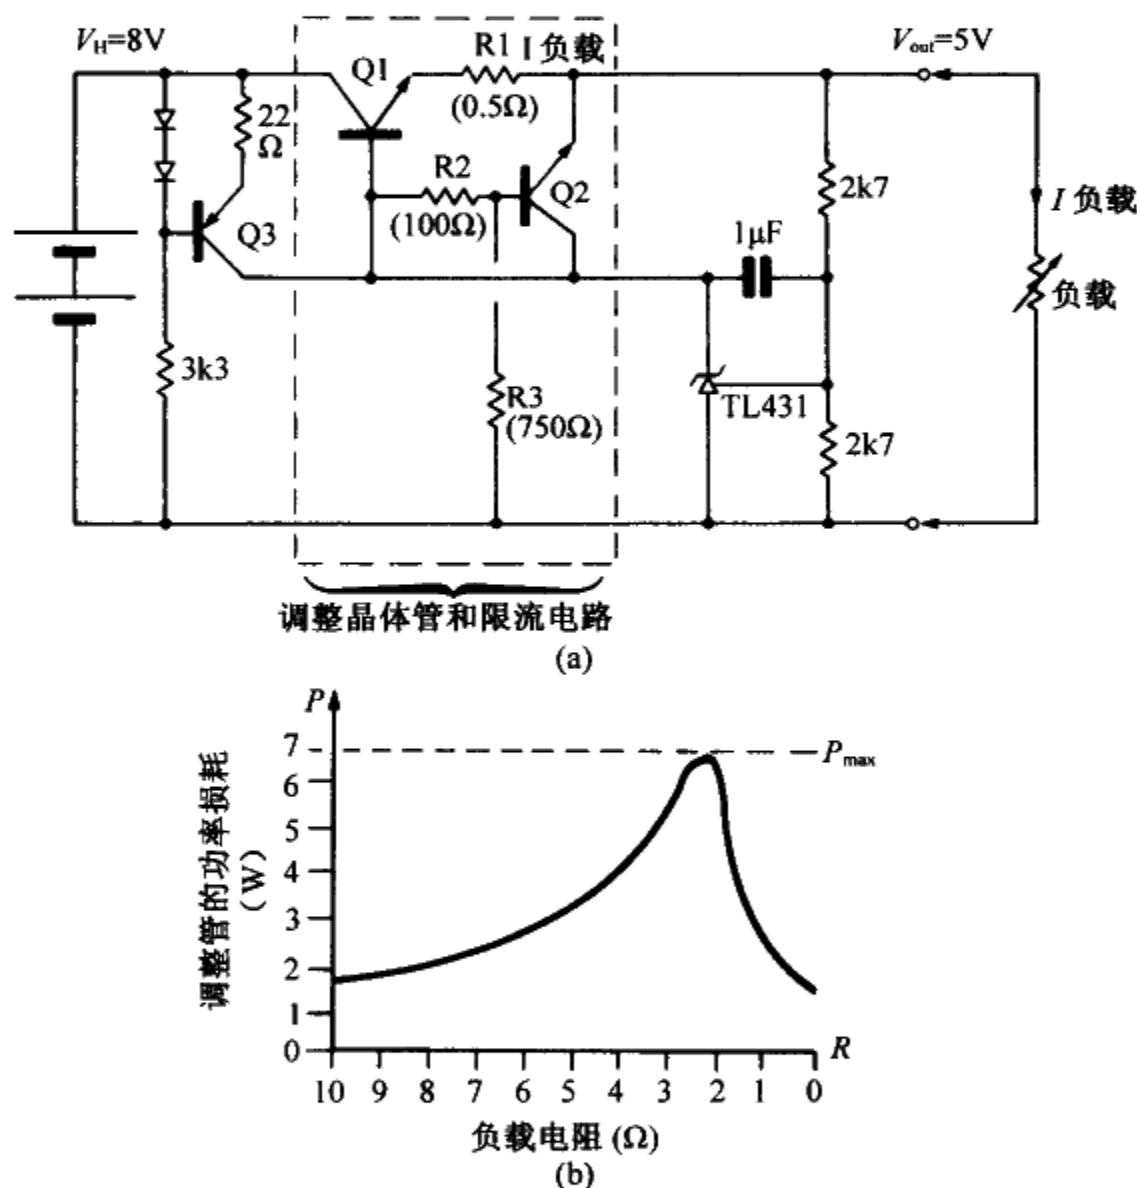 V_H=8V
Q1
R1
I 负载
(0.5Ω)
V_out=5V
22
Ω
R2
(100Ω)
Q2
Q3
2k7
1μF
I 负载
负载
3k3
R3
(750Ω)
TL431
2k7
调整晶体管和限流电路
(a)
P
7
6
5
4
3
2
1
0
P_max
调整管的功率损耗
(W)
R
10 9 8 7 6 5 4 3 2 1 0
负载电阻 (Ω)
(b)